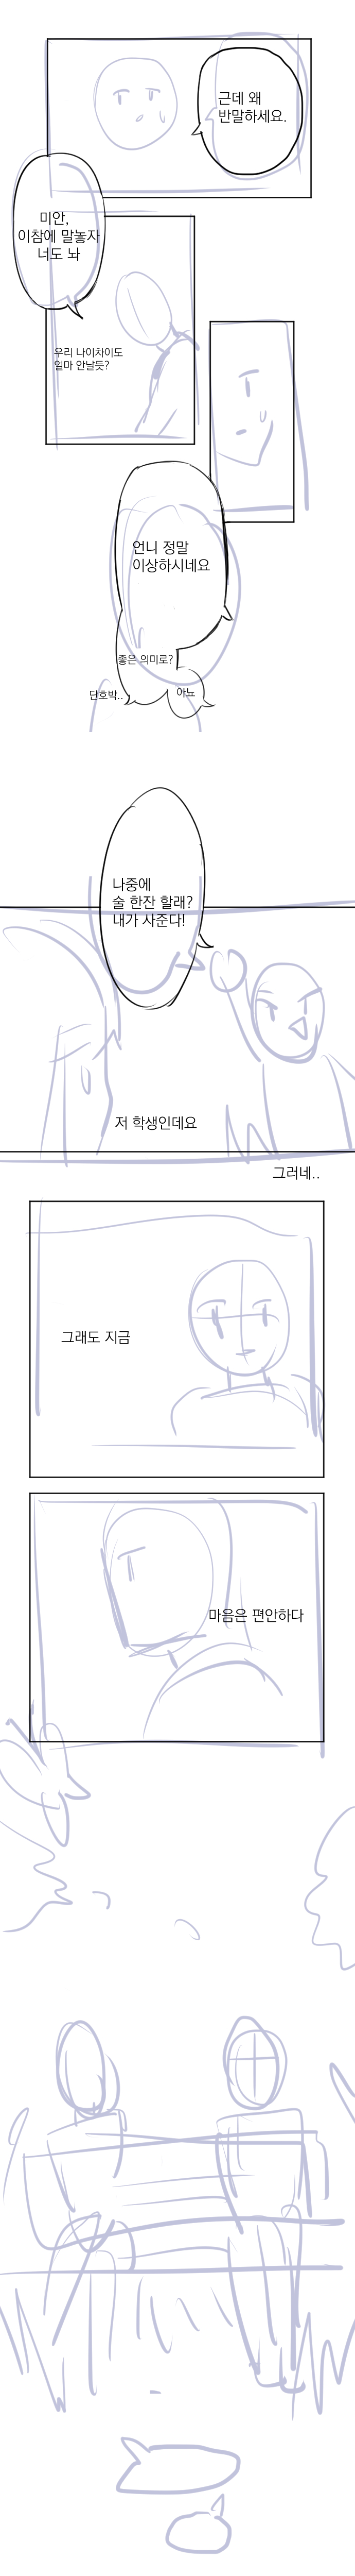 근데 왜
반말하세요.
미안,
이참에 말놓자
너도 놔
우리 나이차이도
얼마 안날듯?
언니 정말
이상하시네요
좋은 의미로?
아뇨
단호박..
나중에
술 한잔 할래?
내가 사준다!
저 학생인데요
그러네..
그래도 지금
마음은 편안하다